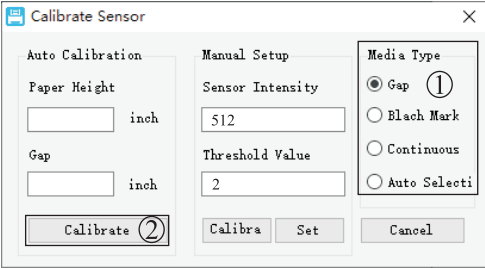 Calibrate Sensor
Auto Calibration
Paper Height
inch
Gap
inch
Calibrate ②
Manual Setup
Sensor Intensity
512
Threshold Value
2
Calibra Set
Media Type
Gap ①
Blach Mark
Continuous
Auto Selecti
Cancel